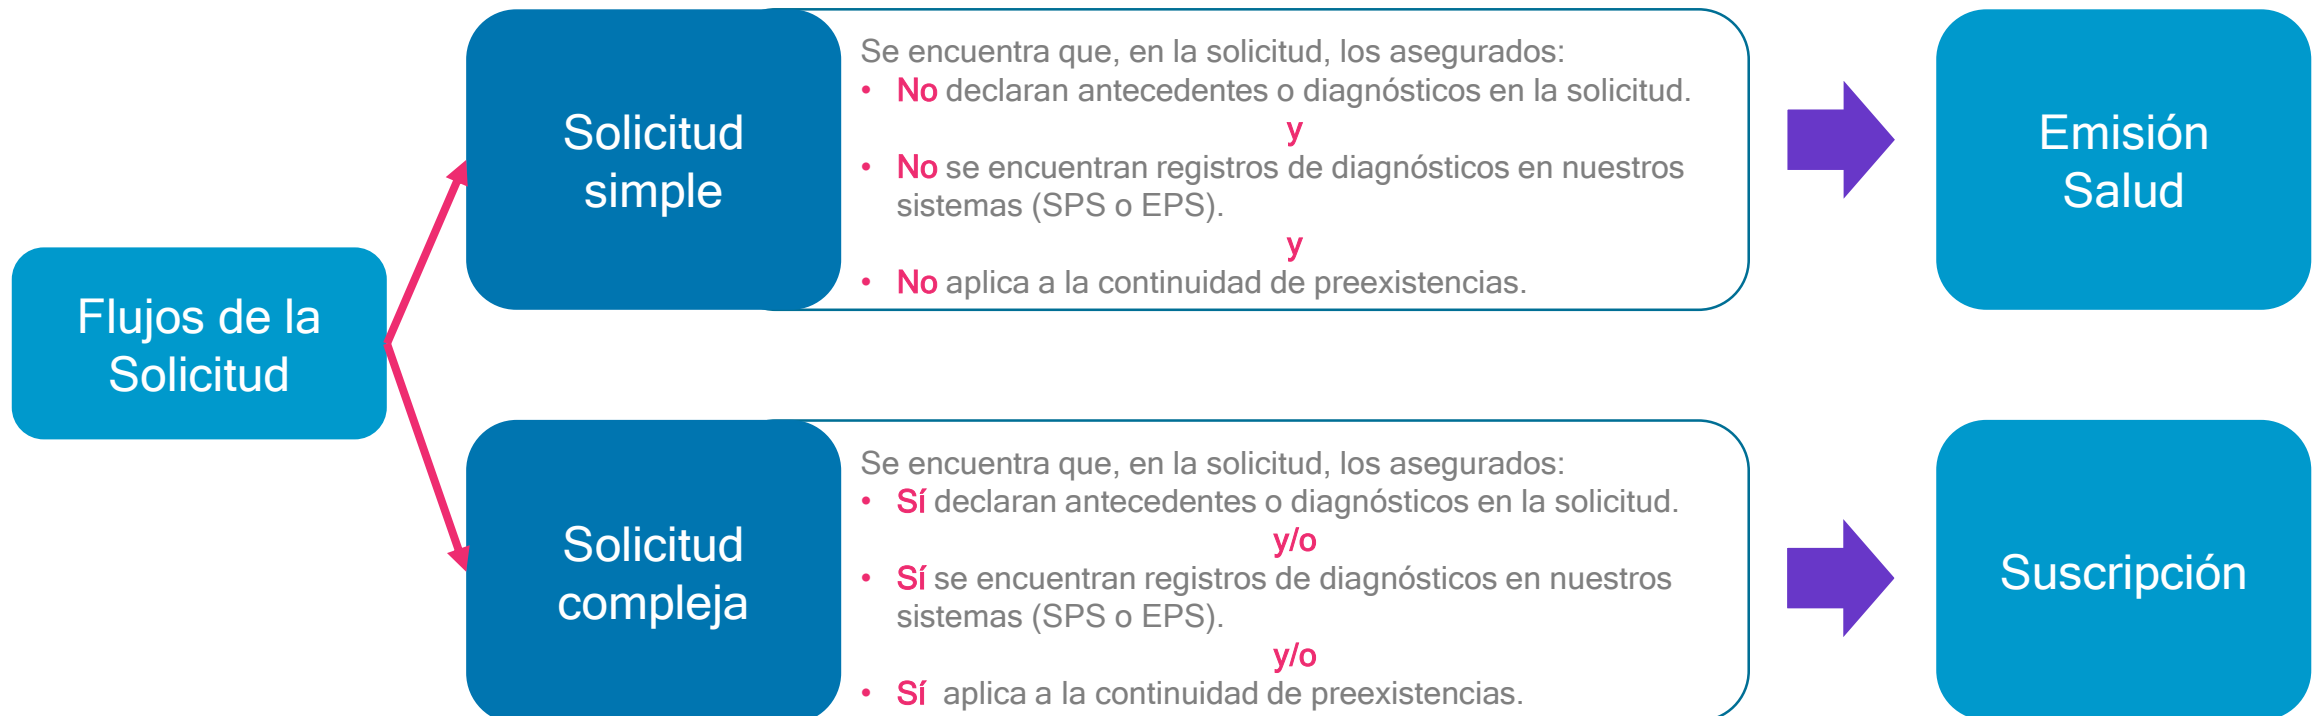 Flujos de la
Solicitud
Solicitud
simple
Se encuentra que, en la solicitud, los asegurados:
• No declaran antecedentes o diagnósticos en la solicitud.
y
• No se encuentran registros de diagnósticos en nuestros
sistemas (SPS o EPS).
y
• No aplica a la continuidad de preexistencias.
Emisión
Salud
Solicitud
compleja
Se encuentra que, en la solicitud, los asegurados:
• Sí declaran antecedentes o diagnósticos en la solicitud.
y/o
• Sí se encuentran registros de diagnósticos en nuestros
sistemas (SPS o EPS).
y/o
• Sí aplica a la continuidad de preexistencias.
Suscripción